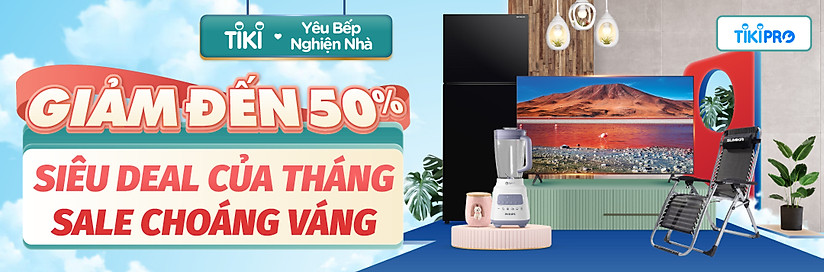 TIKI
Yêu Bếp
Nghiện Nhà
TIKIPRO
GIẢM ĐẾN 50%
SIÊU DEAL CỦA THÁNG
SALE CHOÁNG VÁNG